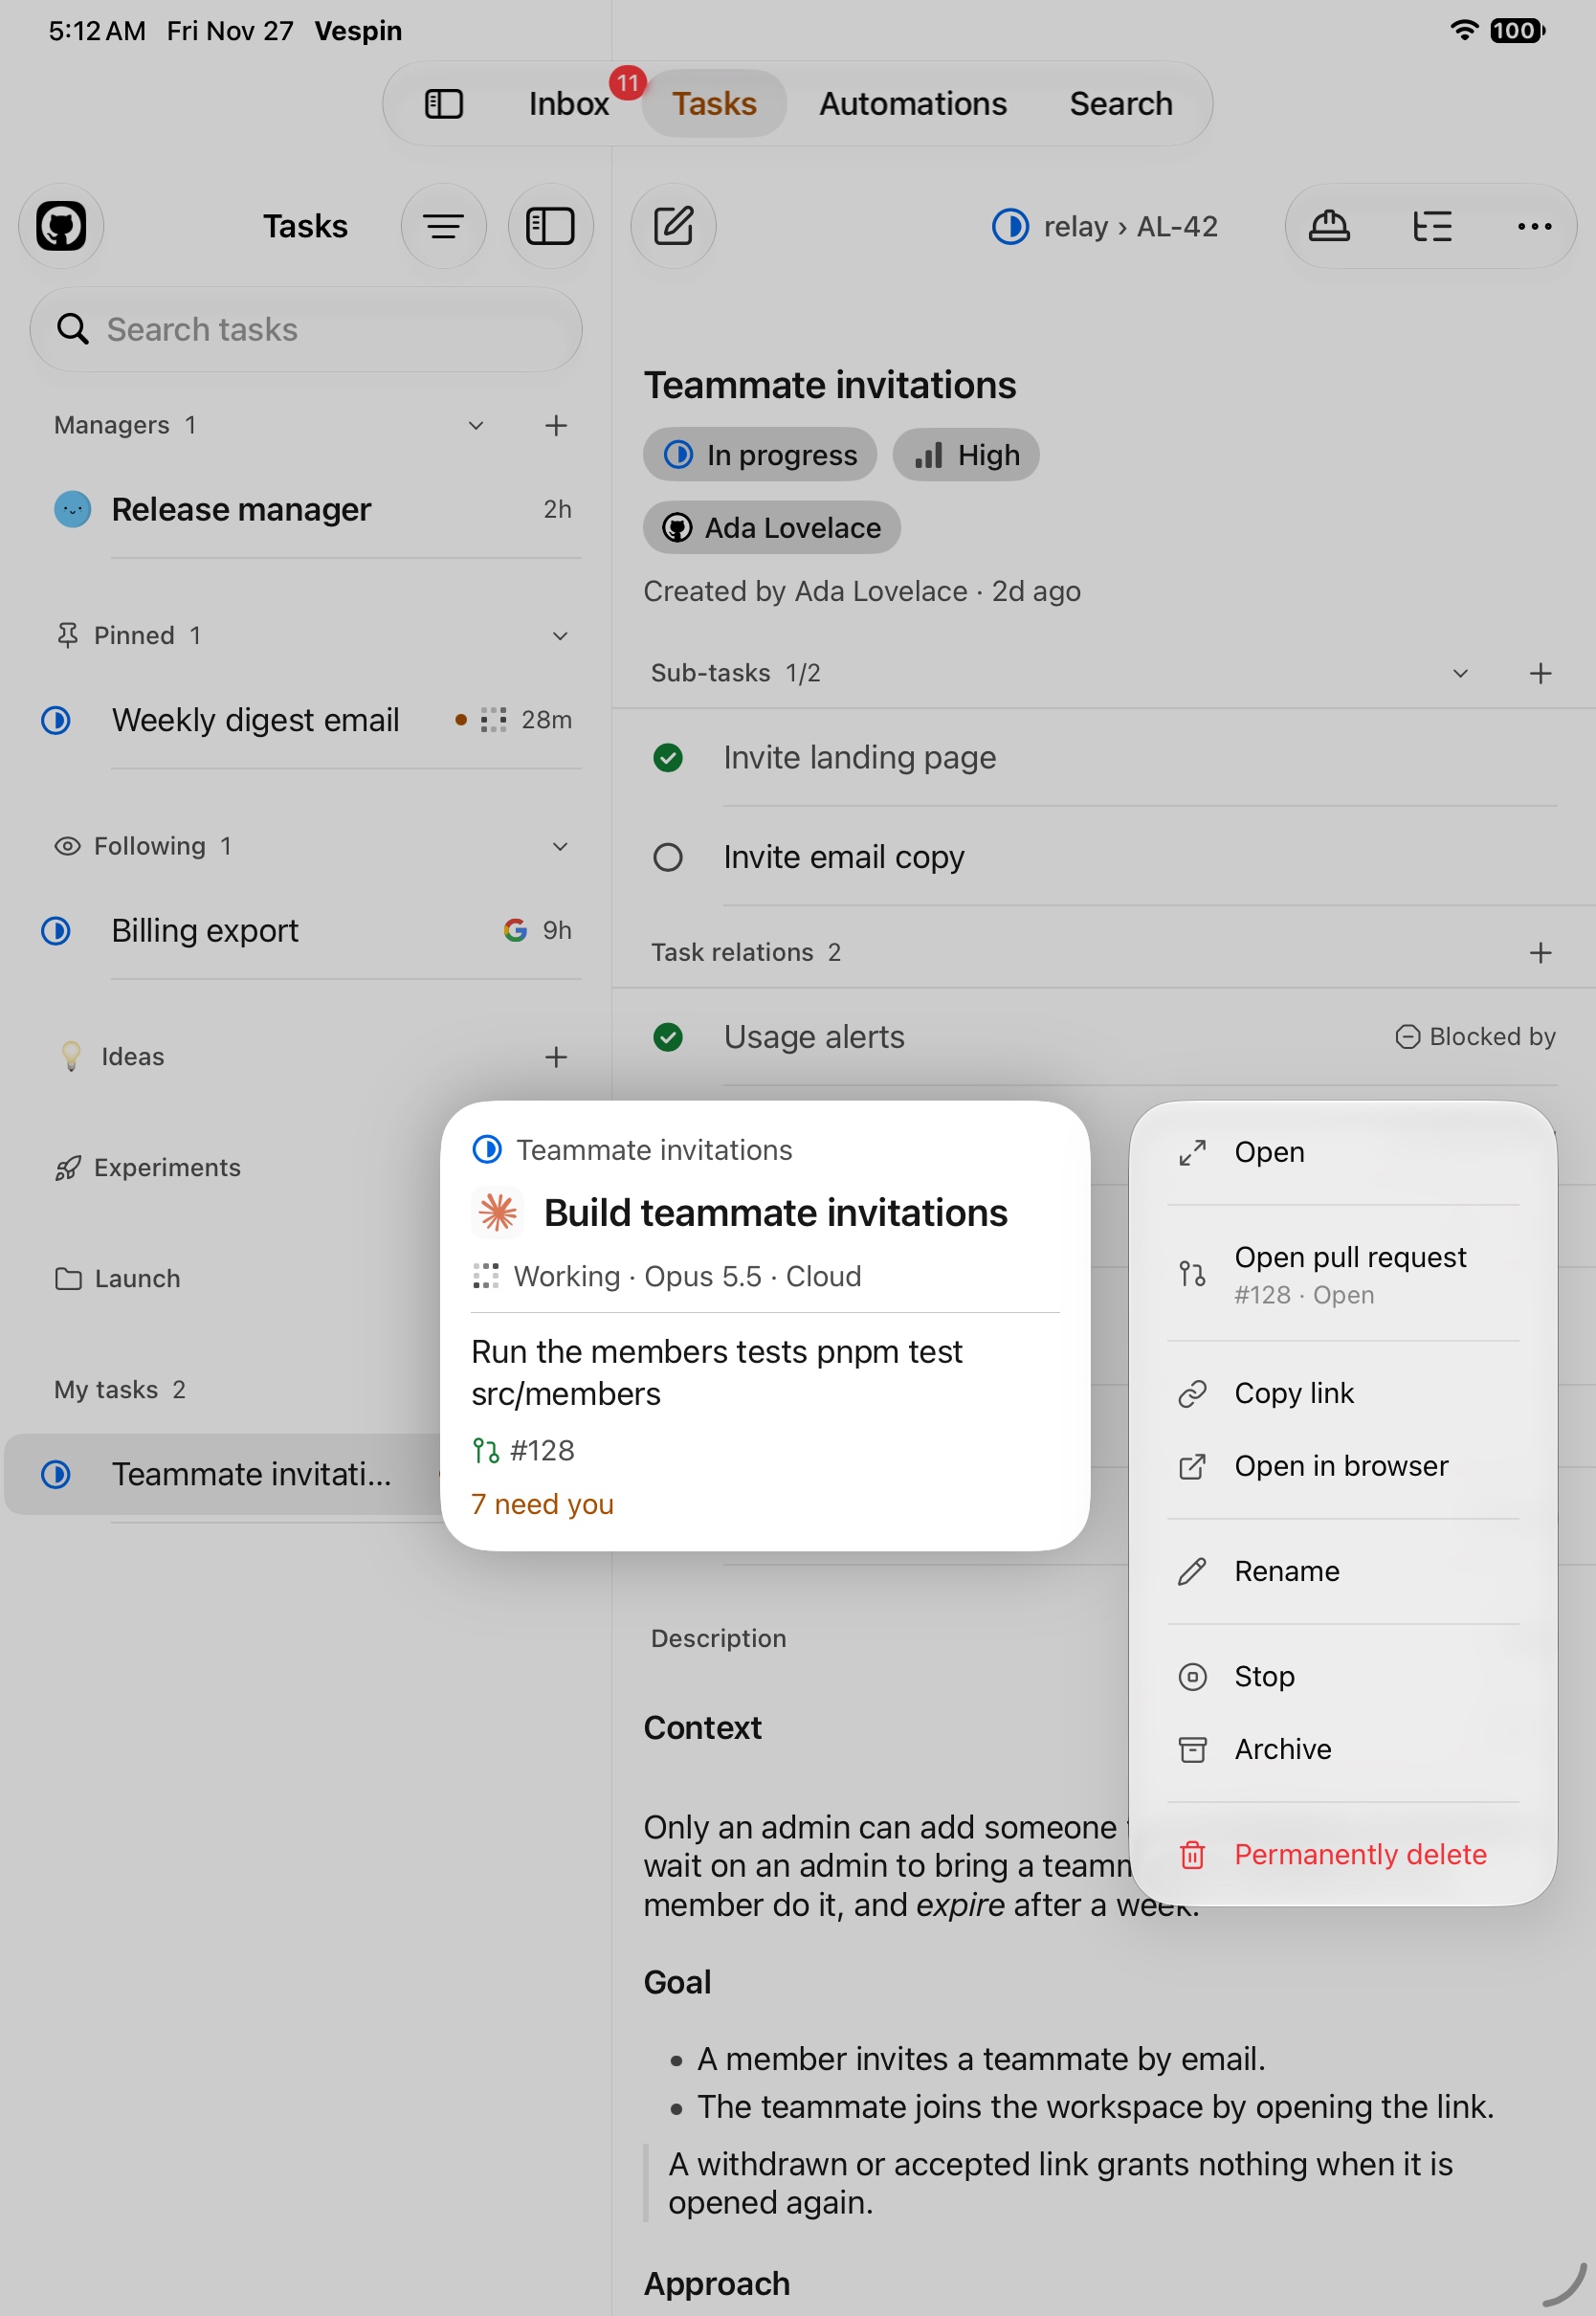 5:12 AM Fri Nov 27 Vespin
100
Inbox 11 Tasks Automations Search
Tasks
relay › AL-42
Search tasks
Managers 1
Release manager 2h
Pinned 1
Weekly digest email 28m
Following 1
Billing export 9h
Ideas
Experiments
Launch
My tasks 2
Teammate invitati...
Teammate invitations
In progress High
Ada Lovelace
Created by Ada Lovelace · 2d ago
Sub-tasks 1/2
Invite landing page
Invite email copy
Task relations 2
Usage alerts Blocked by
Teammate invitations
Build teammate invitations
Working · Opus 5.5 · Cloud
Run the members tests pnpm test
src/members
#128
7 need you
Open
Open pull request
#128 · Open
Copy link
Open in browser
Rename
Stop
Archive
Permanently delete
Description
Context
Only an admin can add someone
wait on an admin to bring a
member do it, and expire after a week.
Goal
• A member invites a teammate by email.
• The teammate joins the workspace by opening the link.
A withdrawn or accepted link grants nothing when it is
opened again.
Approach